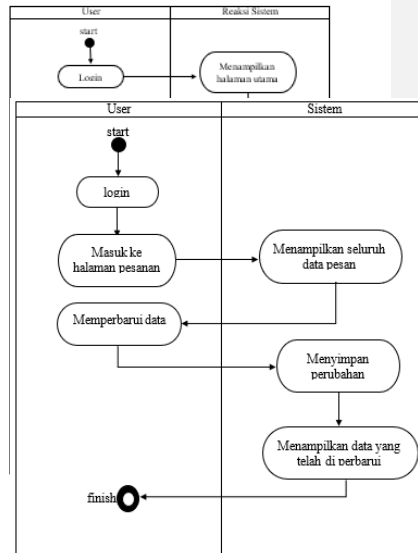 User
Reaksi Sistem
start
Login
Menampilkan
halaman utama
User
Sistem
start
login
Masuk ke
halaman pesanan
Menampilkan seluruh
data pesan
Memperbarui data
Menyimpan
perubahan
Menampilkan data yang
telah di perbarui
finish